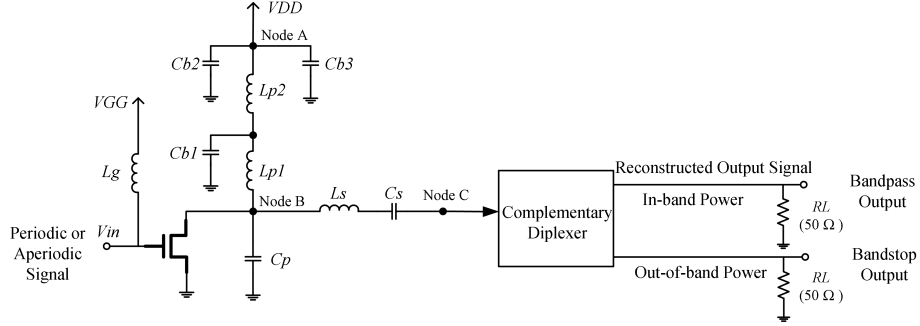 VDD
Node A
Cb2
Cb3
Lp2
VGG
Cb1
Lp1
Lg
Reconstructed Output Signal
Node B
Ls
Cs
Node C
In-band Power
Bandpass
Output
RL
(50 Ω)
Complementary
Diplexer
Periodic or
Aperiodic
Signal
Vin
Cp
Out-of-band Power
Bandstop
Output
RL
(50 Ω)